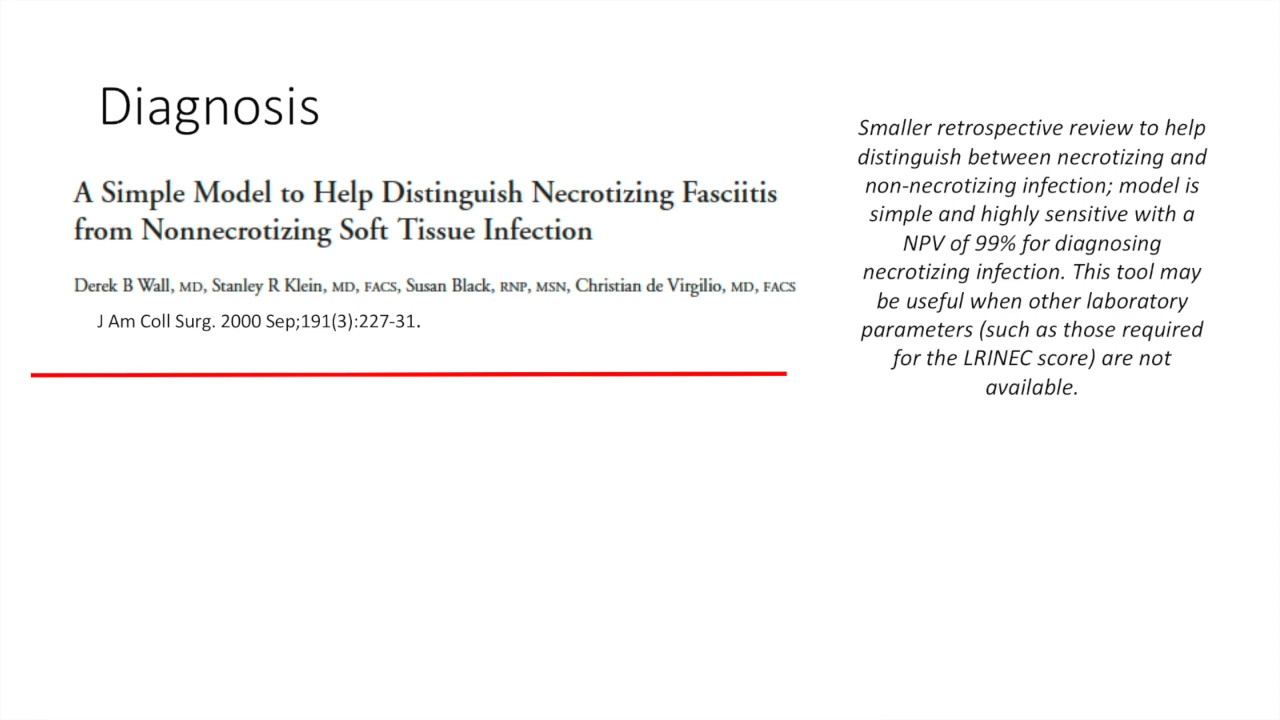 Diagnosis
A Simple Model to Help Distinguish Necrotizing Fasciitis
from Nonnecrotizing Soft Tissue Infection
Derek B Wall, MD, Stanley R Klein, MD, FACS, Susan Black, RNP, MSN, Christian de Virgilio, MD, FACS
J Am Coll Surg. 2000 Sep;191(3):227-31.
Smaller retrospective review to help
distinguish between necrotizing and
non-necrotizing infection; model is
simple and highly sensitive with a
NPV of 99% for diagnosing
necrotizing infection. This tool may
be useful when other laboratory
parameters (such as those required
for the LRINEC score) are not
available.